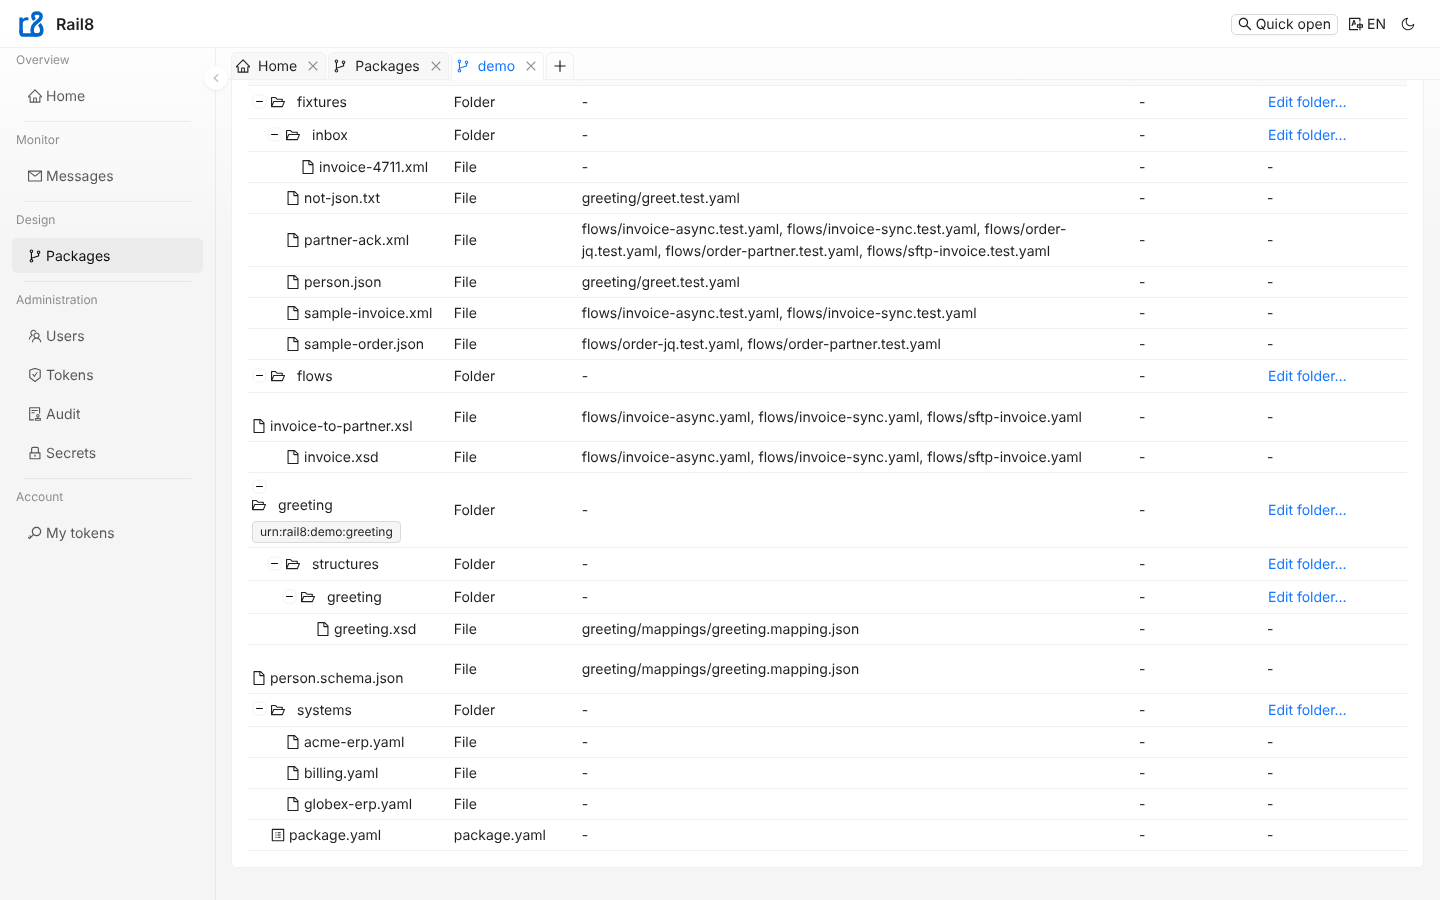 Rail8
Quick open
EN
Overview
Home
Monitor
Messages
Design
Packages
Administration
Users
Tokens
Audit
Secrets
Account
My tokens
Home
Packages
demo
fixtures Folder - - Edit folder...
inbox Folder - - Edit folder...
invoice-4711.xml File - - -
not-json.txt File greeting/greet.test.yaml - -
partner-ack.xml File flows/invoice-async.test.yaml, flows/invoice-sync.test.yaml, flows/order-
jq.test.yaml, flows/order-partner.test.yaml, flows/sftp-invoice.test.yaml - -
person.json File greeting/greet.test.yaml - -
sample-invoice.xml File flows/invoice-async.test.yaml, flows/invoice-sync.test.yaml - -
sample-order.json File flows/order-jq.test.yaml, flows/order-partner.test.yaml - -
flows Folder - - Edit folder...
invoice-to-partner.xsl File flows/invoice-async.yaml, flows/invoice-sync.yaml, flows/sftp-invoice.yaml - -
invoice.xsd File flows/invoice-async.yaml, flows/invoice-sync.yaml, flows/sftp-invoice.yaml - -
greeting Folder - - Edit folder...
urn:rail8:demo:greeting
structures Folder - - Edit folder...
greeting Folder - - Edit folder...
greeting.xsd File greeting/mappings/greeting.mapping.json - -
person.schema.json File greeting/mappings/greeting.mapping.json - -
systems Folder - - Edit folder...
acme-erp.yaml File - - -
billing.yaml File - - -
globex-erp.yaml File - - -
package.yaml package.yaml - - -